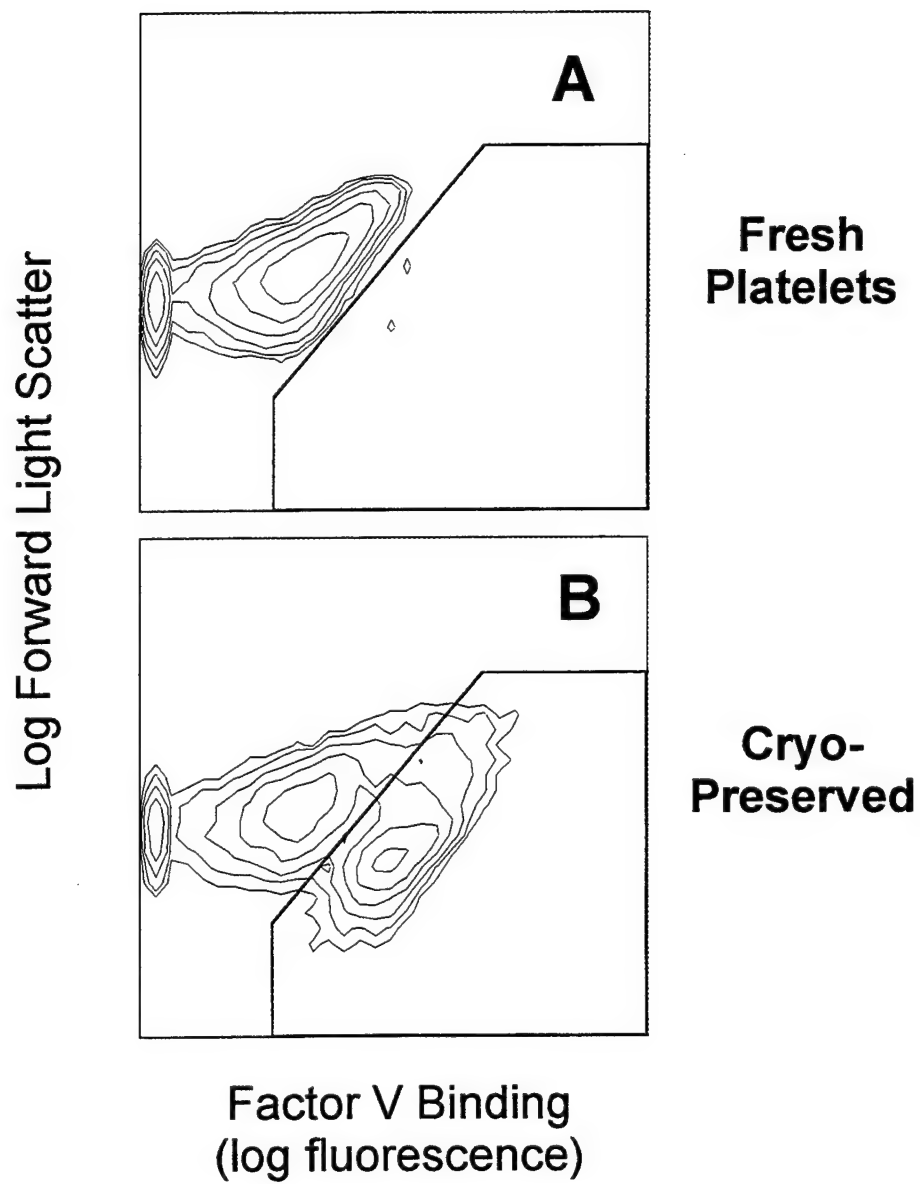 A
Fresh
Platelets
Log Forward Light Scatter
B
Cryo-
Preserved
Factor V Binding
(log fluorescence)